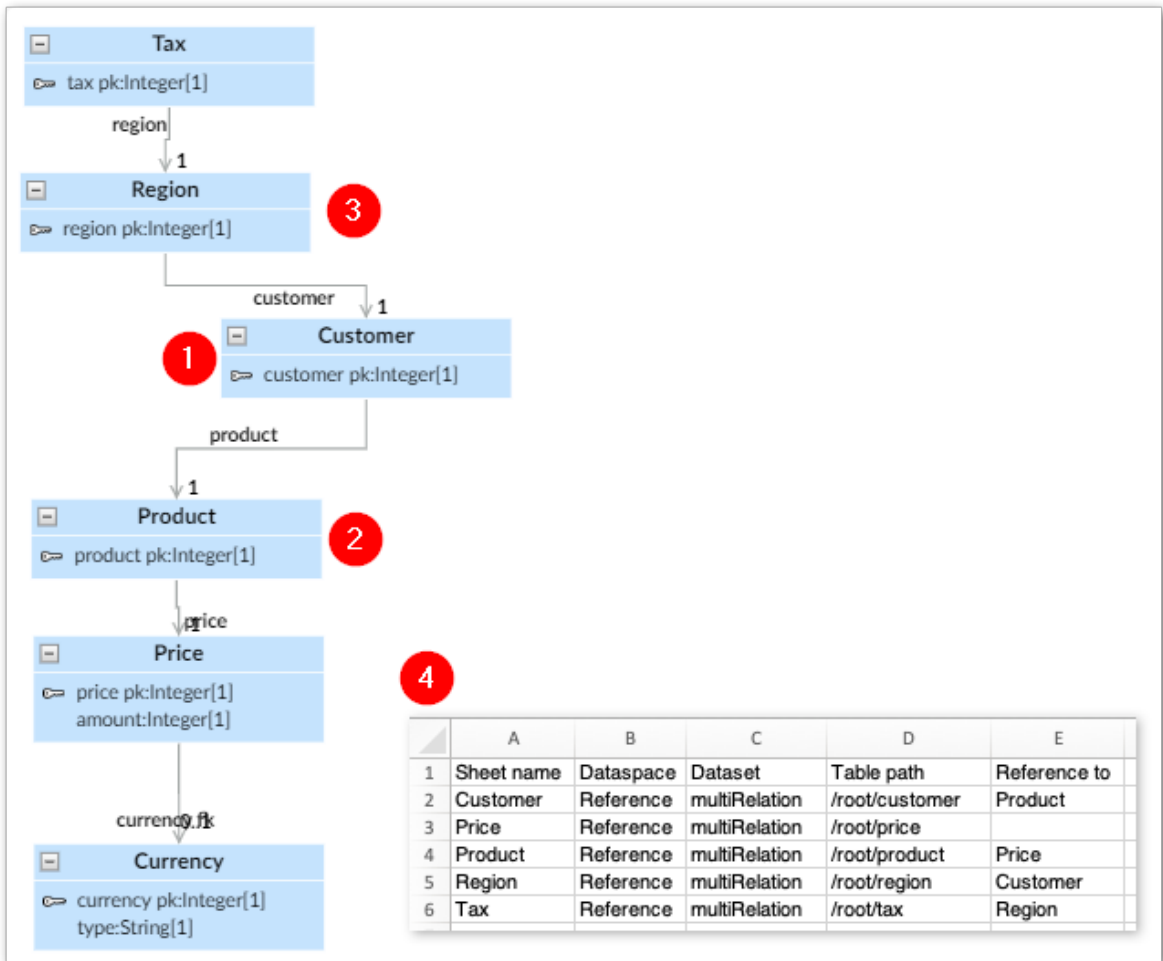 Tax
tax pk:Integer[1]
region
1
Region
3
region pk:Integer[1]
customer
1
1
Customer
customer pk:Integer[1]
product
1
Product
2
product pk:Integer[1]
price
1
Price
price pk:Integer[1]
amount:Integer[1]
currency_fk
0..1
Currency
currency pk:Integer[1]
type:String[1]
4
A B C D E
1 Sheet name Dataspace Dataset Table path Reference to
2 Customer Reference multiRelation /root/customer Product
3 Price Reference multiRelation /root/price
4 Product Reference multiRelation /root/product Price
5 Region Reference multiRelation /root/region Customer
6 Tax Reference multiRelation /root/tax Region